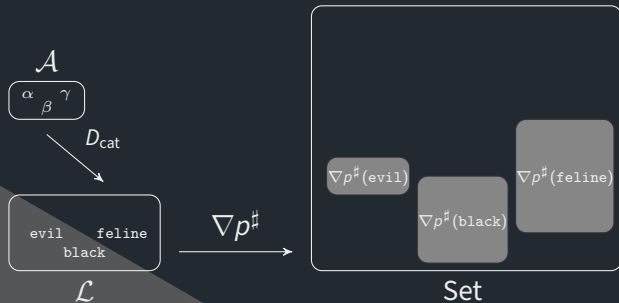 𝒜
α γ
β
D_cat
evil feline
black
ℒ
∇p♯
∇p♯(evil)
∇p♯(black)
∇p♯(feline)
Set